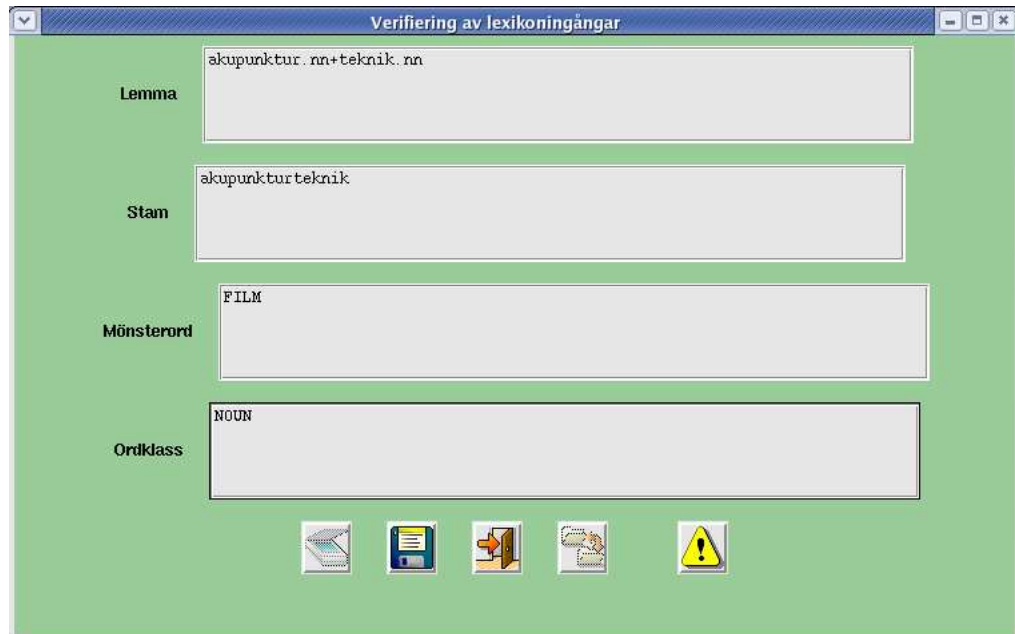 Verifiering av lexikoningångar
Lemma
akupunktur.nn+teknik.nn
Stam
akupunkturteknik
Mönsterord
FILM
Ordklass
NOUN